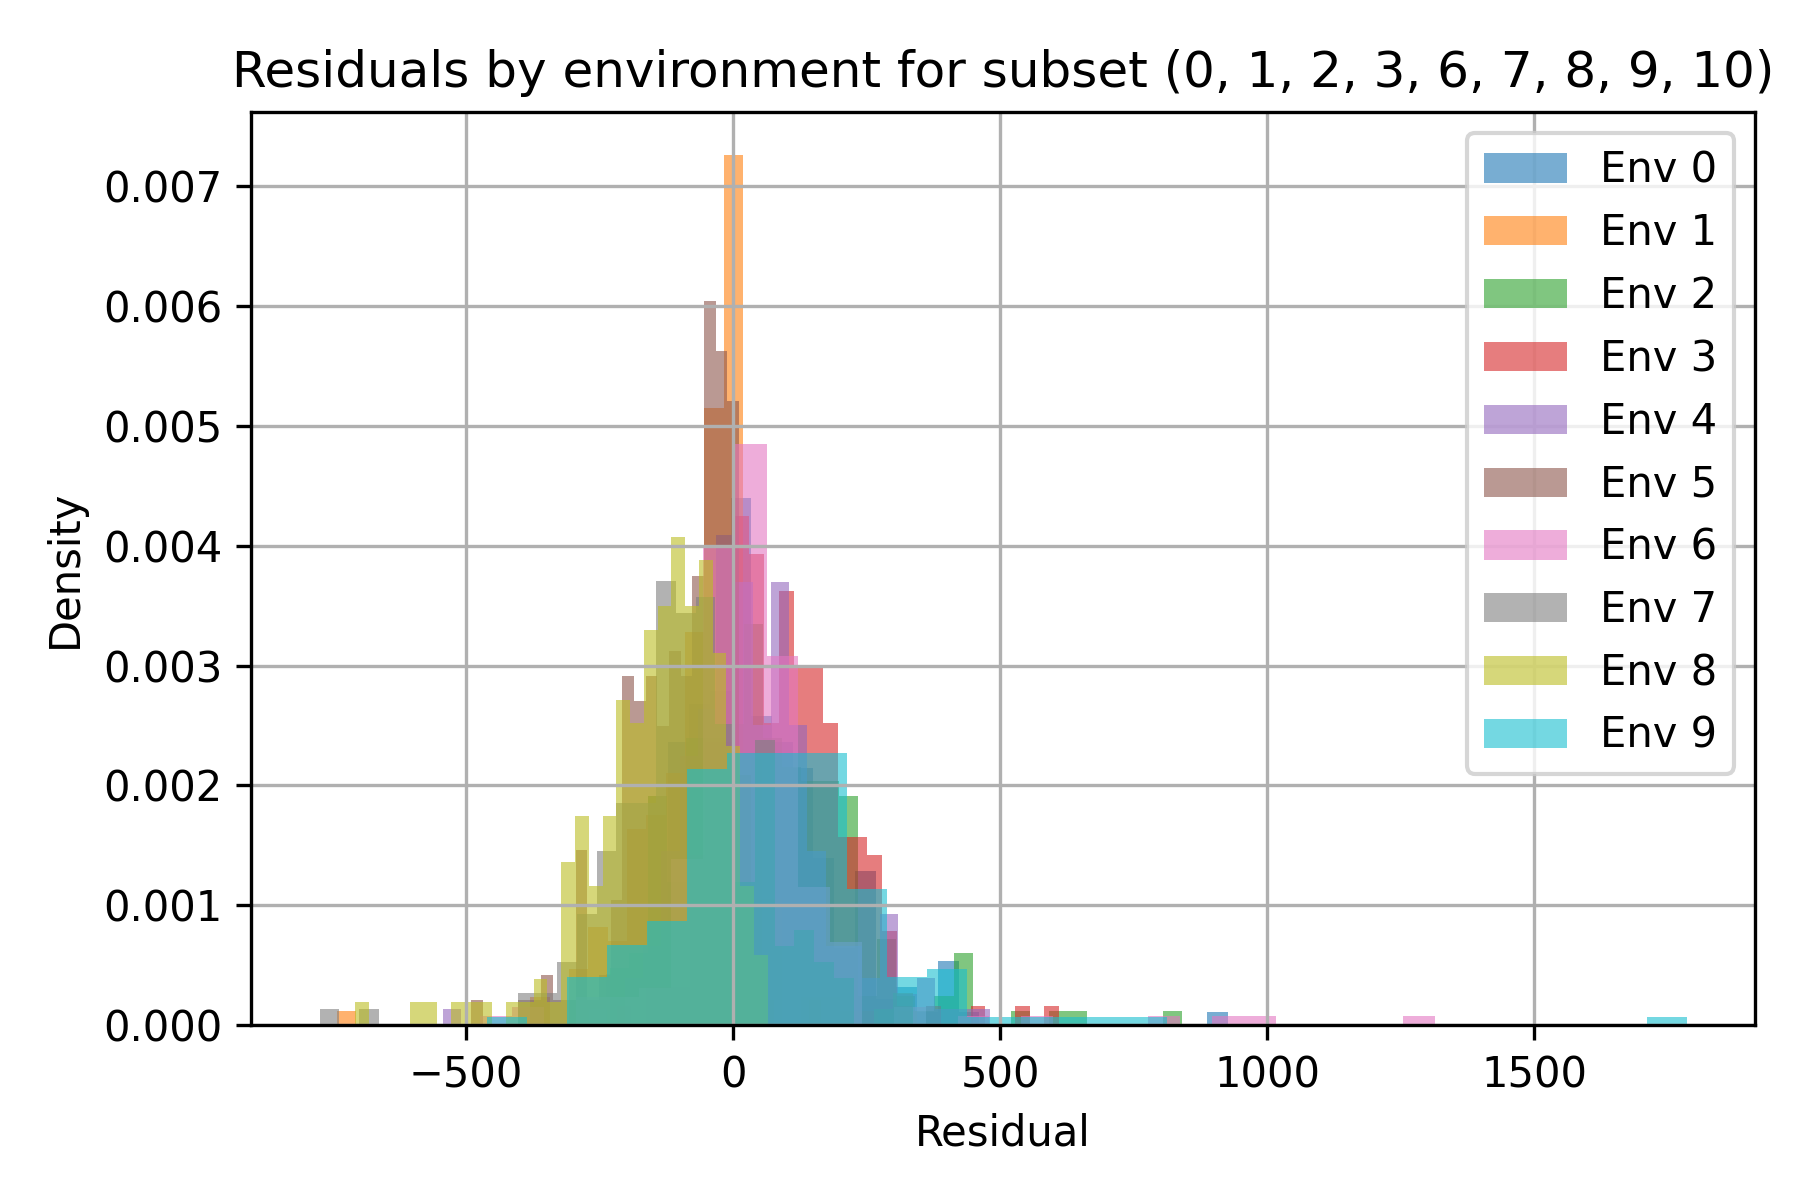 Residuals by environment for subset (0, 1, 2, 3, 6, 7, 8, 9, 10)
Env 0
Env 1
Env 2
Env 3
Env 4
Env 5
Env 6
Env 7
Env 8
Env 9
0.007
0.006
0.005
0.004
0.003
0.002
0.001
0.000
Density
−500 0 500 1000 1500
Residual